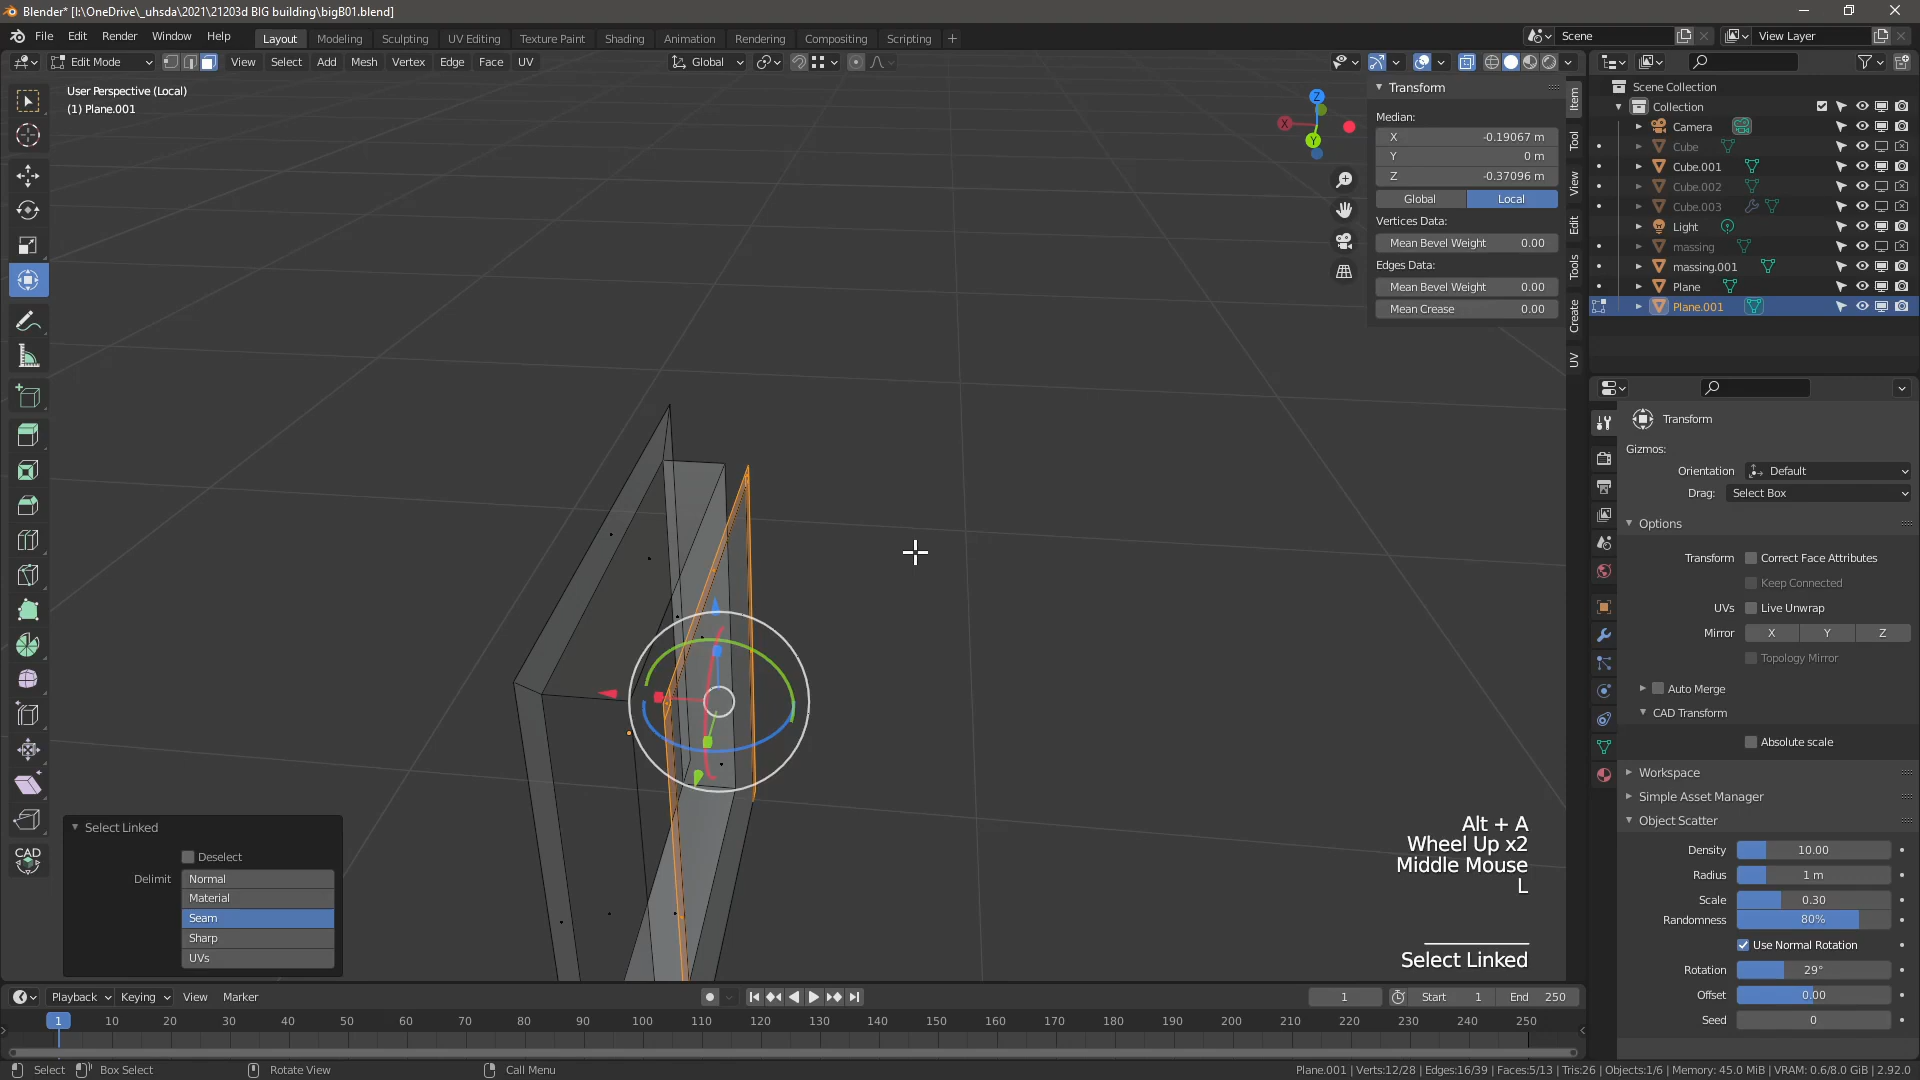 Blender* [I:\OneDrive\_uhsda\2021\21203d BIG building\bigB01.blend]
File Edit Render Window Help
Layout Modeling Sculpting UV Editing Texture Paint Shading Animation Rendering Compositing Scripting +
Scene
View Layer
Edit Mode
View Select Add Mesh Vertex Edge Face UV
Global
User Perspective (Local)
(1) Plane.001
Z
X
Y
Transform
Median:
X -0.19067 m
Y 0 m
Z -0.37096 m
Global Local
Vertices Data:
Mean Bevel Weight 0.00
Edges Data:
Mean Bevel Weight 0.00
Mean Crease 0.00
Item
Tool
View
Edit
Tools
Create
UV
Scene Collection
Collection
Camera
Cube
Cube.001
Cube.002
Cube.003
Light
massing
massing.001
Plane
Plane.001
Transform
Gizmos:
Orientation Default
Drag: Select Box
Options
Transform Correct Face Attributes
Keep Connected
UVs Live Unwrap
Mirror X Y Z
Topology Mirror
Auto Merge
CAD Transform
Absolute scale
Workspace
Simple Asset Manager
Object Scatter
Density 10.00
Radius 1 m
Scale 0.30
Randomness 80%
Use Normal Rotation
Rotation 29°
Offset 0.00
Seed 0
CAD
Select Linked
Deselect
Delimit Normal
Material
Seam
Sharp
UVs
Alt + A
Wheel Up x2
Middle Mouse
L
Select Linked
Playback Keying View Marker
1
Start 1 End 250
1 10 20 30 40 50 60 70 80 90 100 110 120 130 140 150 160 170 180 190 200 210 220 230 240 250
Select Box Select Rotate View Call Menu
Plane.001 | Verts:12/28 | Edges:16/39 | Faces:5/13 | Tris:26 | Objects:1/6 | Memory: 45.0 MiB | VRAM: 0.6/8.0 GiB | 2.92.0